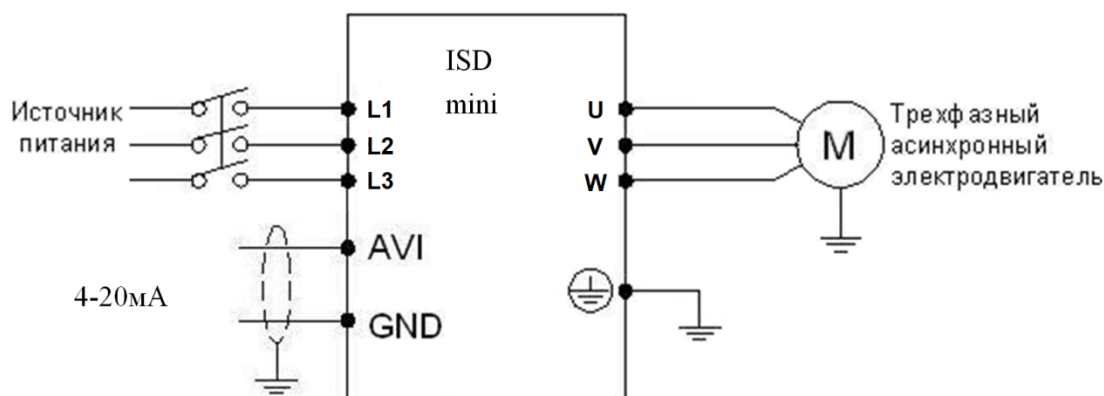 ISD
mini
Источник
питания
L1
L2
L3
U
V
W
M
Трехфазный
асинхронный
электродвигатель
AVI
4-20мА
GND